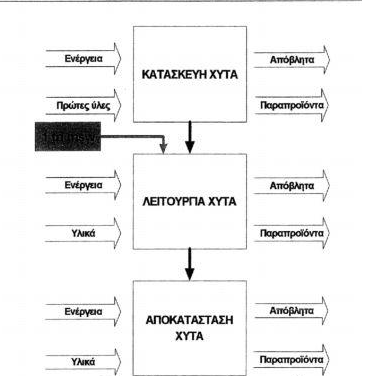 Ενέργεια
Απόβλητα
ΚΑΤΑΣΚΕΥΗ ΧΥΤΑ
Πρώτες ύλες
Παραπροϊόντα
Ενέργεια
Απόβλητα
ΛΕΙΤΟΥΡΓΙΑ ΧΥΤΑ
Υλικά
Παραπροϊόντα
Ενέργεια
Απόβλητα
ΑΠΟΚΑΤΑΣΤΑΣΗ
ΧΥΤΑ
Υλικά
Παραπροϊόντα